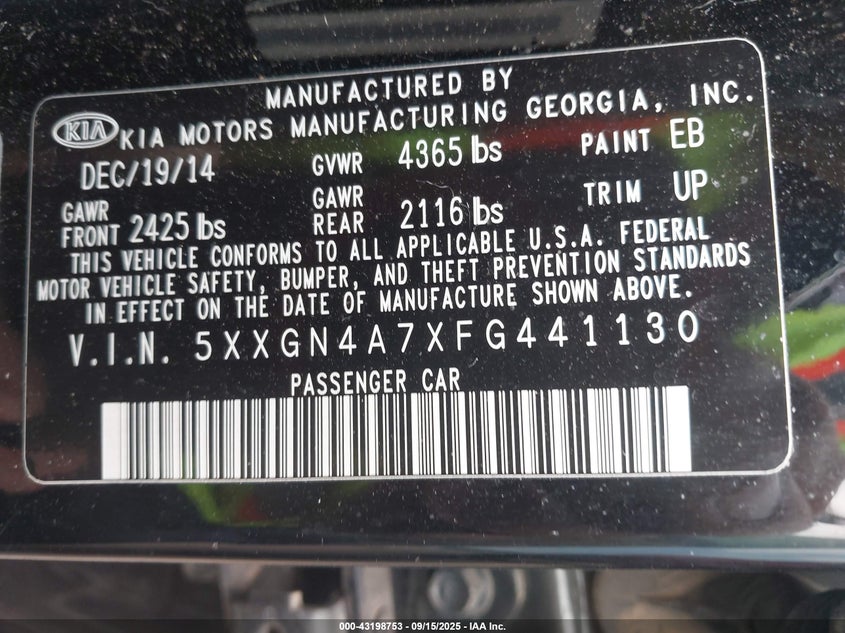 MANUFACTURED BY
KIA KIA MOTORS MANUFACTURING GEORGIA, INC.
DEC/19/14 GVWR 4365 lbs PAINT EB
GAWR FRONT 2425 lbs GAWR REAR 2116 lbs TRIM UP
THIS VEHICLE CONFORMS TO ALL APPLICABLE U.S.A. FEDERAL
MOTOR VEHICLE SAFETY, BUMPER, AND THEFT PREVENTION STANDARDS
IN EFFECT ON THE DATE OF MANUFACTURE SHOWN ABOVE.
V.I.N. 5XXGN4A7XFG441130
PASSENGER CAR
000-43198753 - 09/15/2025 - IAA Inc.